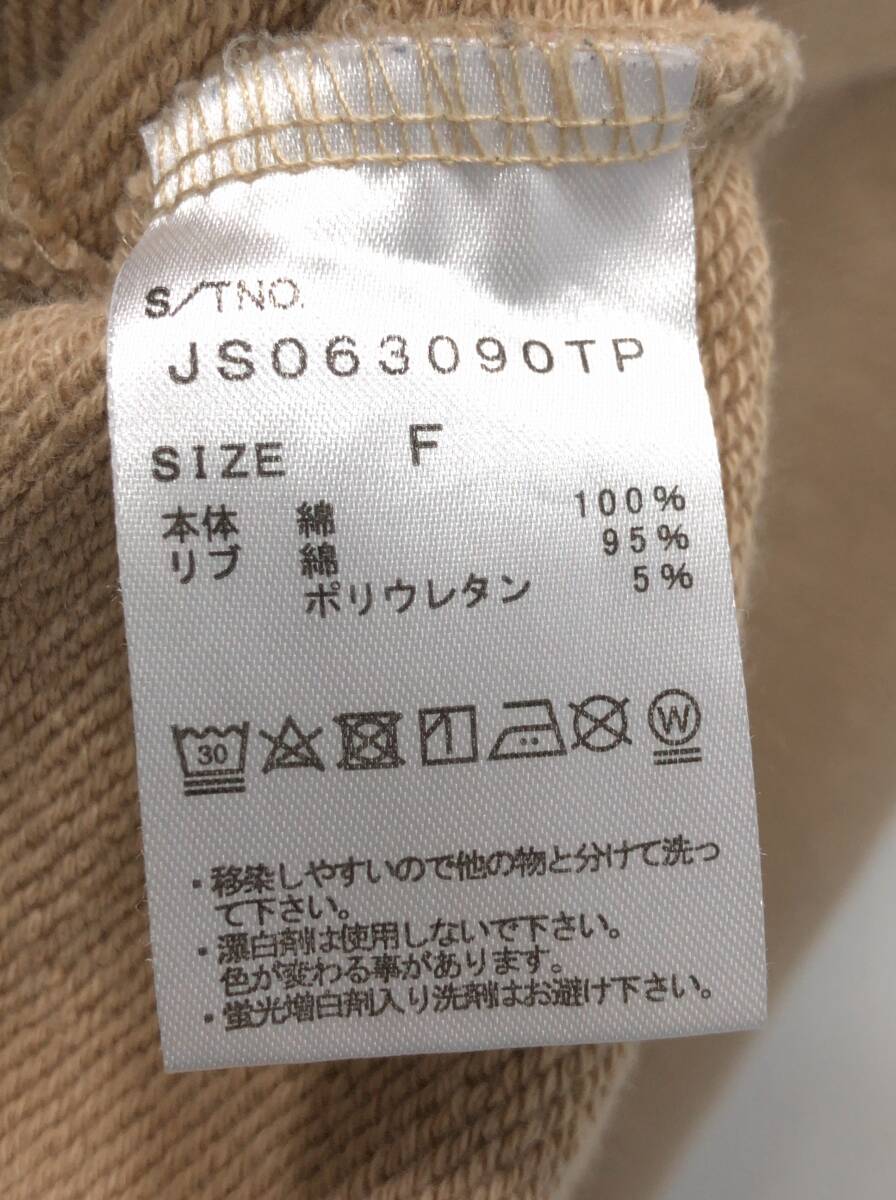 S/TNO.
JS063090TP
SIZE F
本体 綿 100%
リブ 綿 95%
ポリウレタン 5%
30 W
・移染しやすいので他の物と分けて洗っ
て下さい。
・漂白剤は使用しないで下さい。
色が変わる事があります。
・蛍光増白剤入り洗剤はお避け下さい。